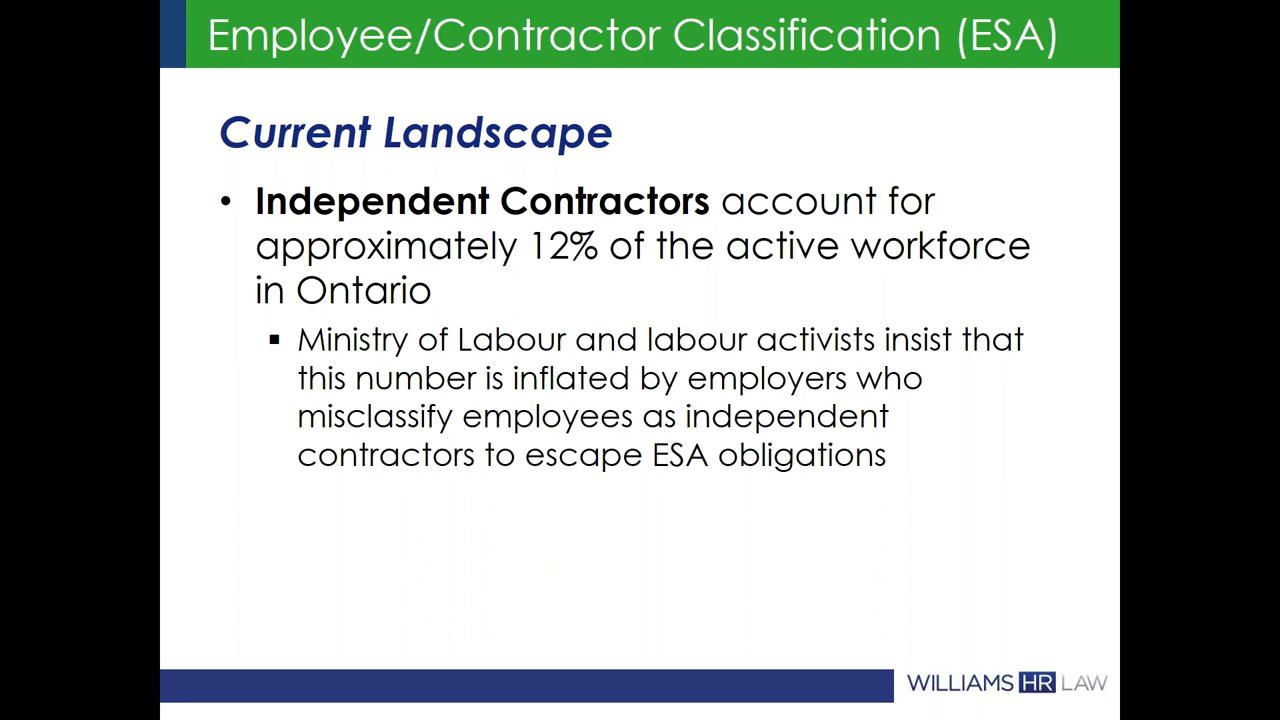 Employee/Contractor Classification (ESA)
Current Landscape
• Independent Contractors account for
approximately 12% of the active workforce
in Ontario
▪ Ministry of Labour and labour activists insist that
this number is inflated by employers who
misclassify employees as independent
contractors to escape ESA obligations
WILLIAMS HR LAW